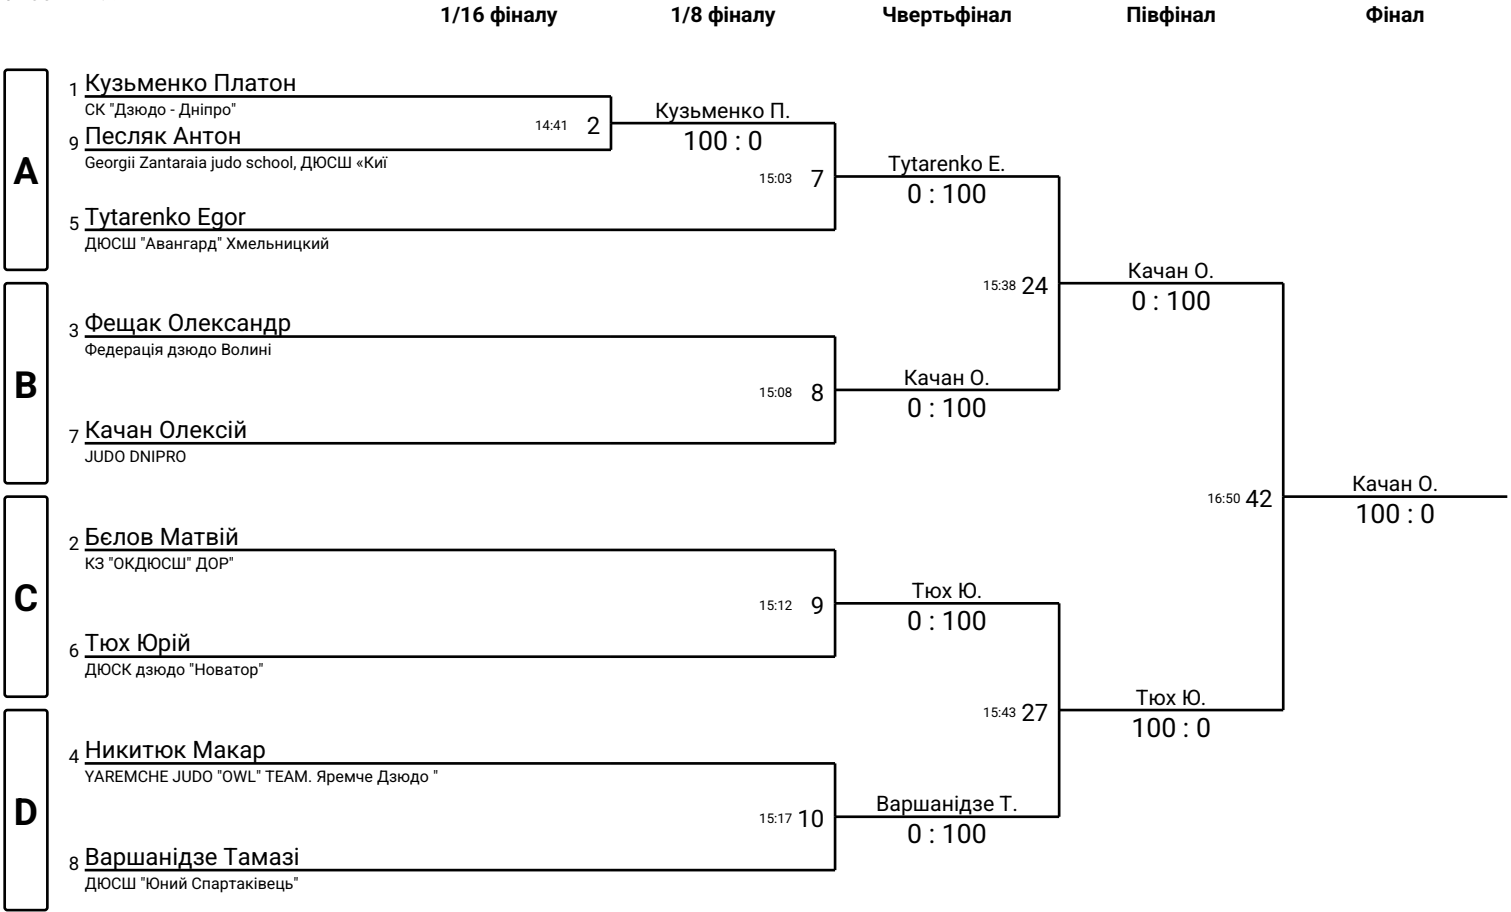 1/16 фіналу 1/8 фіналу Чвертьфінал Півфінал Фінал
A
1 Кузьменко Платон
СК "Дзюдо - Дніпро"
14:41 2
Кузьменко П.
100 : 0
9 Песляк Антон
Georgii Zantaraia judo school, ДЮСШ «Киї
15:03 7
Tytarenko E.
0 : 100
5 Tytarenko Egor
ДЮСШ "Авангард" Хмельницкий
15:38 24
Качан О.
0 : 100
B
3 Фещак Олександр
Федерація дзюдо Волині
15:08 8
Качан О.
0 : 100
7 Качан Олексій
JUDO DNIPRO
16:50 42
Качан О.
100 : 0
C
2 Бєлов Матвій
КЗ "ОКДЮСШ" ДОР"
15:12 9
Тюх Ю.
0 : 100
6 Тюх Юрій
ДЮСК дзюдо "Новатор"
15:43 27
Тюх Ю.
100 : 0
D
4 Никитюк Макар
YAREMCHE JUDO "OWL" TEAM. Яремче Дзюдо "
15:17 10
Варшанідзе Т.
0 : 100
8 Варшанідзе Тамазі
ДЮСШ "Юний Спартаківець"